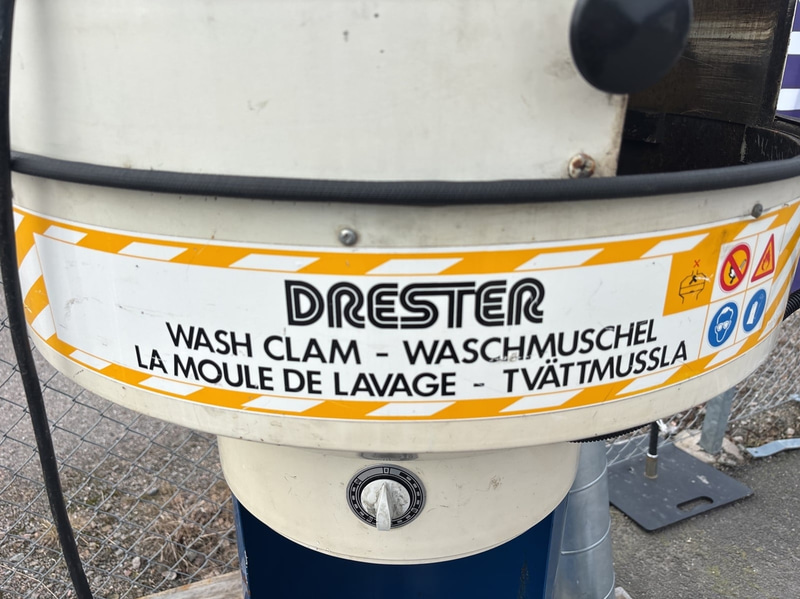 DRESTER
WASH CLAM - WASCHMUSCHEL
LA MOULE DE LAVAGE - TVÄTTMUSSLA